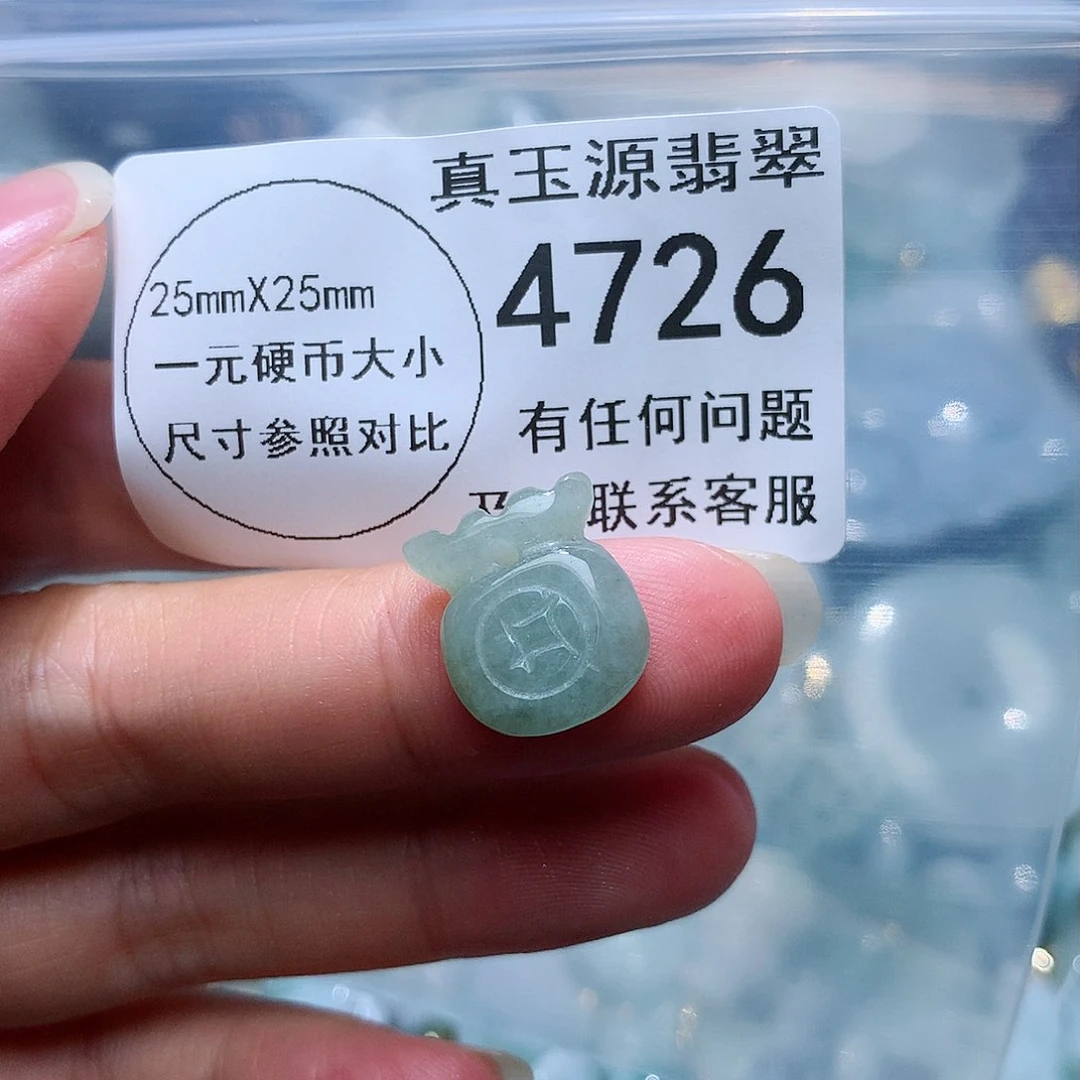 真玉源翡翠
4726
25mmX25mm
一元硬币大小
尺寸参照对比
有任何问题
及 联系客服